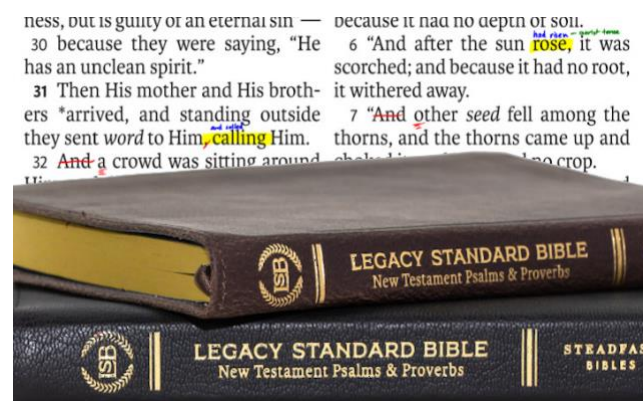 ness, but is guilty of an eternal sin —
30 because they were saying, “He
has an unclean spirit.”
31 Then His mother and His broth-
ers *arrived, and standing outside
they sent word to Him, calling Him.
and called
32 And a crowd was sitting around
because it had no depth of soil.
had risen - aorist tense
6 “And after the sun rose, it was
scorched; and because it had no root,
it withered away.
7 “And other seed fell among the
thorns, and the thorns came up and
no crop.
LSB
LEGACY STANDARD BIBLE
New Testament Psalms & Proverbs
LSB
LEGACY STANDARD BIBLE
New Testament Psalms & Proverbs
STEADFAS
BIBLES